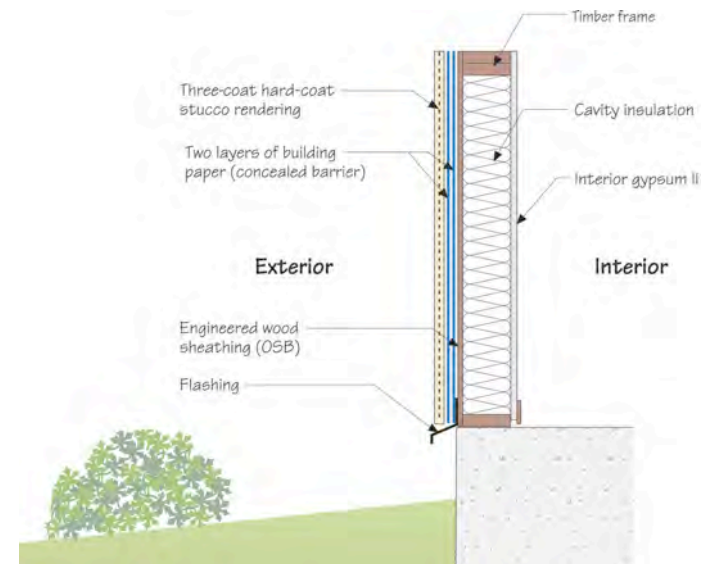 Timber frame
Three-coat hard-coat
stucco rendering
Cavity insulation
Two layers of building
paper (concealed barrier)
Interior gypsum li
Exterior
Interior
Engineered wood
sheathing (OSB)
Flashing